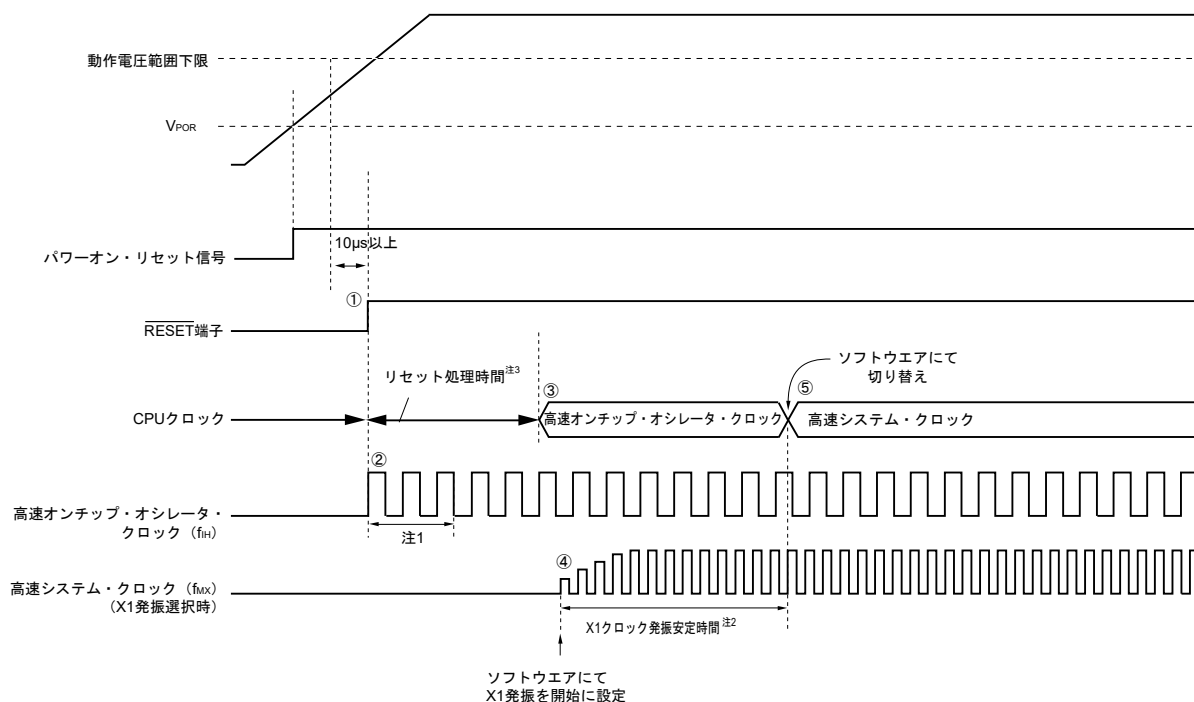 動作電圧範囲下限
VPOR
10µs以上
パワーオン・リセット信号
①
RESET端子
ソフトウエアにて
切り替え
リセット処理時間注3
③
⑤
CPUクロック
高速オンチップ・オシレータ・クロック
高速システム・クロック
②
高速オンチップ・オシレータ・
クロック（fIH）
注1
④
高速システム・クロック（fMX）
（X1発振選択時）
X1クロック発振安定時間注2
ソフトウエアにて
X1発振を開始に設定